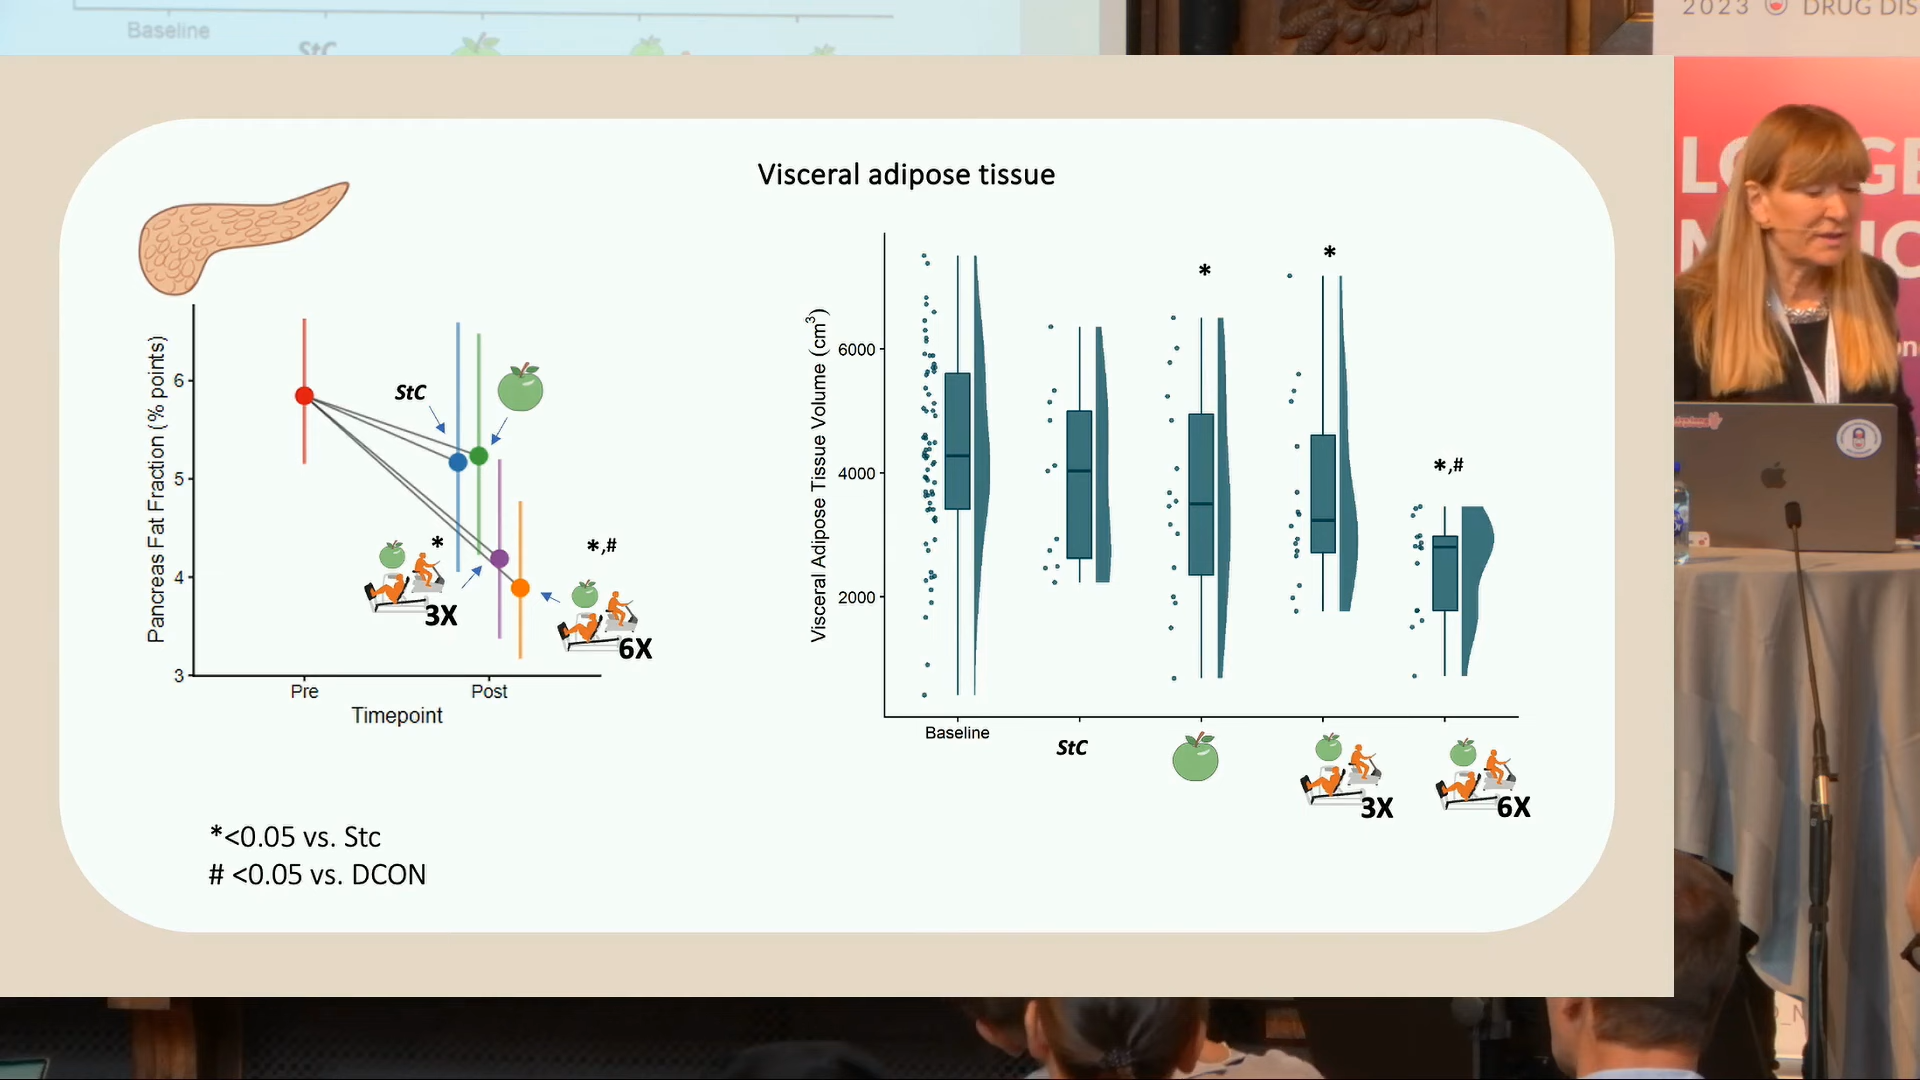 Baseline
StC
2023 DRUG DIS
Visceral adipose tissue
Pancreas Fat Fraction (% points)
6
5
4
3
StC
*
3X
*,#
6X
Pre
Post
Timepoint
Visceral Adipose Tissue Volume (cm³)
6000
4000
2000
*
*
*,#
Baseline
StC
3X
6X
*<0.05 vs. Stc
# <0.05 vs. DCON